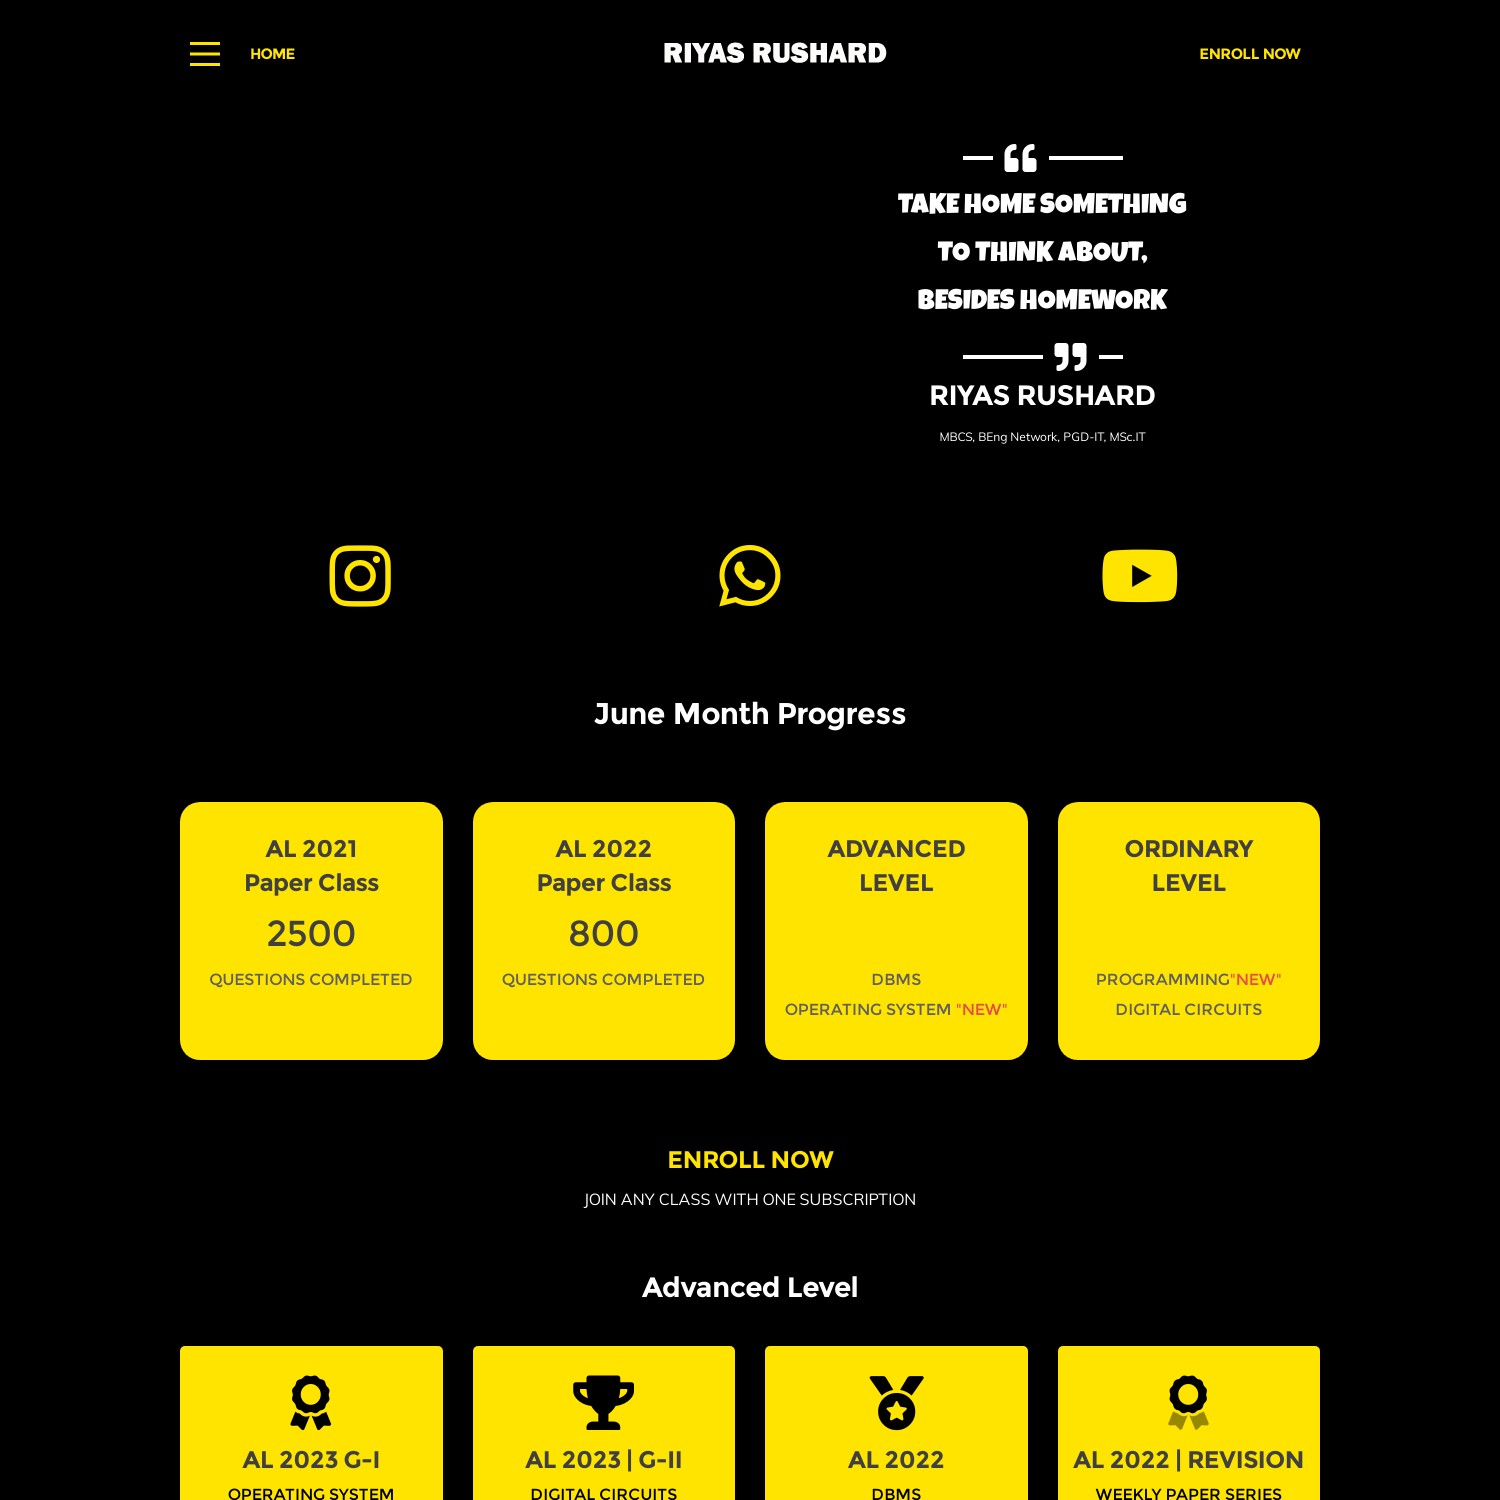 HOME
RIYAS RUSHARD
ENROLL NOW
TAKE HOME SOMETHING
TO THINK ABOUT,
BESIDES HOMEWORK
RIYAS RUSHARD
MBCS, BEng Network, PGD-IT, MSc.IT
June Month Progress
AL 2021
Paper Class
2500
QUESTIONS COMPLETED
AL 2022
Paper Class
800
QUESTIONS COMPLETED
ADVANCED
LEVEL
DBMS
OPERATING SYSTEM "NEW"
ORDINARY
LEVEL
PROGRAMMING"NEW"
DIGITAL CIRCUITS
ENROLL NOW
JOIN ANY CLASS WITH ONE SUBSCRIPTION
Advanced Level
AL 2023 G-I
OPERATING SYSTEM
AL 2023 | G-II
DIGITAL CIRCUITS
AL 2022
DBMS
AL 2022 | REVISION
WEEKLY PAPER SERIES